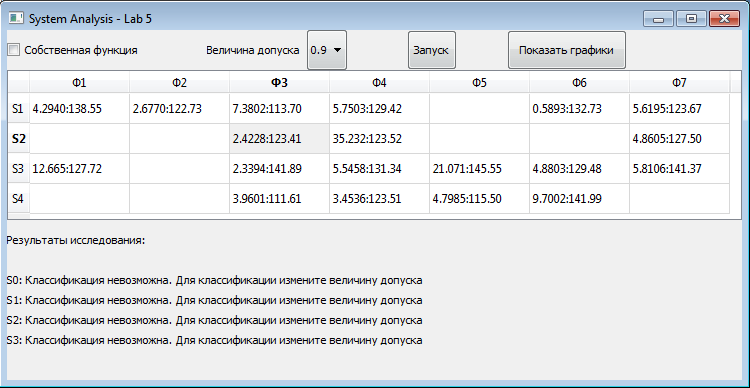 System Analysis - Lab 5
Собственная функция Величина допуска 0.9 Запуск Показать графики
Ф1 Ф2 Ф3 Ф4 Ф5 Ф6 Ф7
S1 4.2940:138.55 2.6770:122.73 7.3802:113.70 5.7503:129.42 0.5893:132.73 5.6195:123.67
S2 2.4228:123.41 35.232:123.52 4.8605:127.50
S3 12.665:127.72 2.3394:141.89 5.5458:131.34 21.071:145.55 4.8803:129.48 5.8106:141.37
S4 3.9601:111.61 3.4536:123.51 4.7985:115.50 9.7002:141.99
Результаты исследования:
S0: Классификация невозможна. Для классификации измените величину допуска
S1: Классификация невозможна. Для классификации измените величину допуска
S2: Классификация невозможна. Для классификации измените величину допуска
S3: Классификация невозможна. Для классификации измените величину допуска